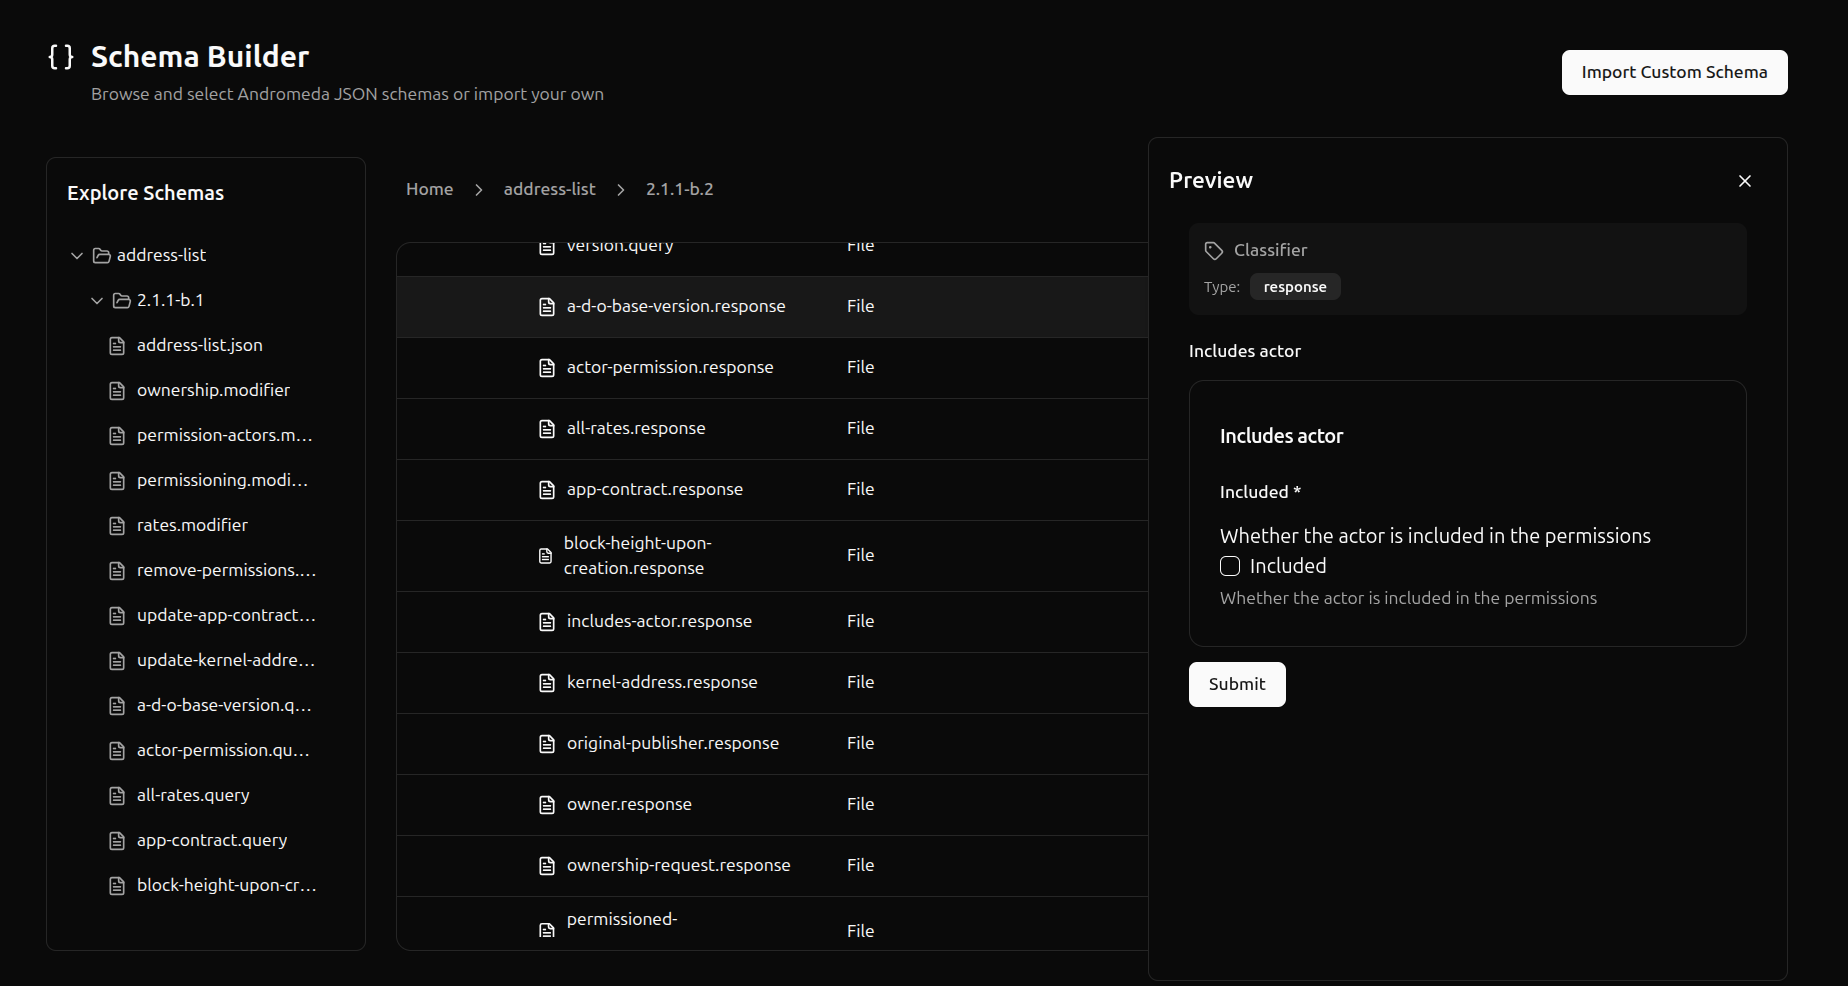 Schema Builder
Browse and select Andromeda JSON schemas or import your own
Import Custom Schema
Explore Schemas
address-list
2.1.1-b.1
address-list.json
ownership.modifier
permission-actors.m...
permissioning.modi...
rates.modifier
remove-permissions....
update-app-contract...
update-kernel-addre...
a-d-o-base-version.q...
actor-permission.qu...
all-rates.query
app-contract.query
block-height-upon-cr...
Home > address-list > 2.1.1-b.2
version.query File
a-d-o-base-version.response File
actor-permission.response File
all-rates.response File
app-contract.response File
block-height-upon-
creation.response File
includes-actor.response File
kernel-address.response File
original-publisher.response File
owner.response File
ownership-request.response File
permissioned-
File
Preview
Classifier
Type: response
Includes actor
Includes actor
Included *
Whether the actor is included in the permissions
Included
Whether the actor is included in the permissions
Submit